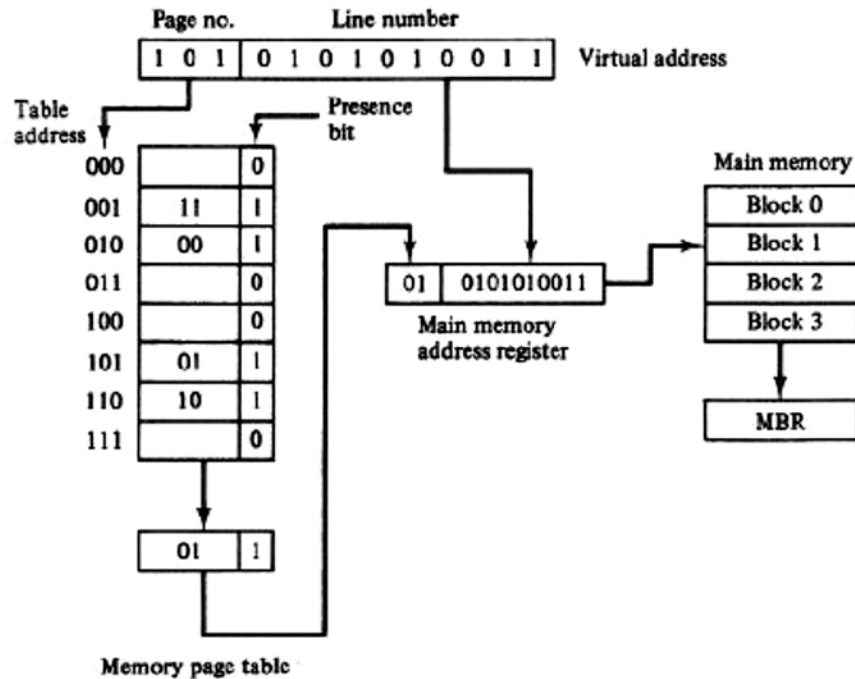 Page no. Line number
1 0 1 0 1 0 1 0 1 0 0 1 1 Virtual address
Table address
Presence bit
000 0
001 11 1
010 00 1
011 0
100 0
101 01 1
110 10 1
111 0
01 1
Memory page table
01 0101010011
Main memory address register
Main memory
Block 0
Block 1
Block 2
Block 3
MBR